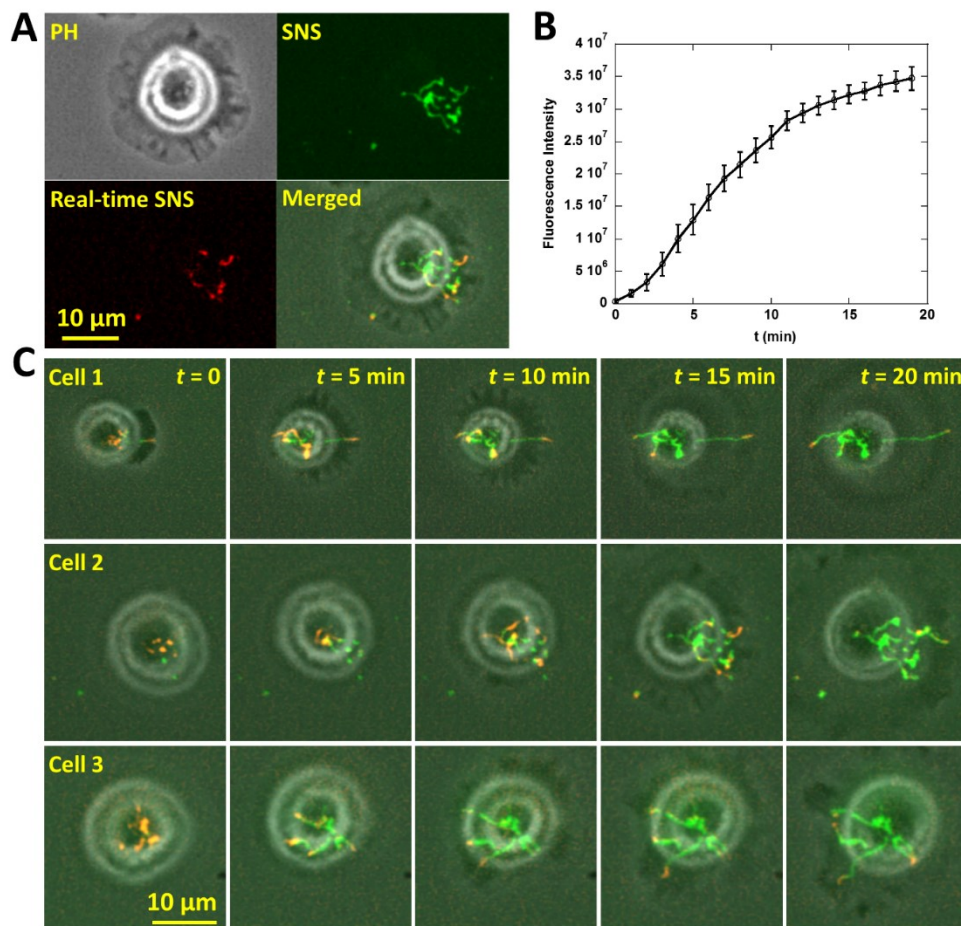 A
PH
SNS
Real-time SNS
Merged
10 μm
B
Fluorescence Intensity
4 10⁷
3.5 10⁷
3 10⁷
2.5 10⁷
2 10⁷
1.5 10⁷
1 10⁷
5 10⁶
0
0 5 10 15 20
t (min)
C
Cell 1
t = 0
t = 5 min
t = 10 min
t = 15 min
t = 20 min
Cell 2
Cell 3
10 μm